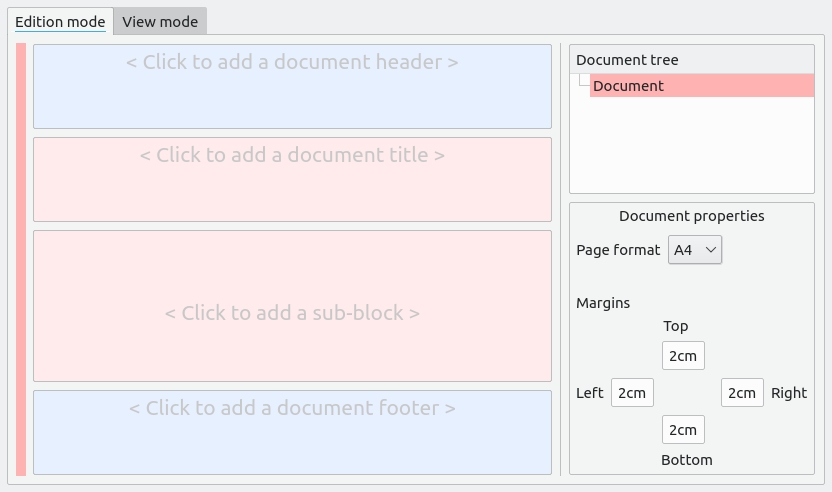 Edition mode
View mode
< Click to add a document header >
< Click to add a document title >
< Click to add a sub-block >
< Click to add a document footer >
Document tree
Document
Document properties
Page format A4
Margins
Top
2cm
Left 2cm 2cm Right
2cm
Bottom